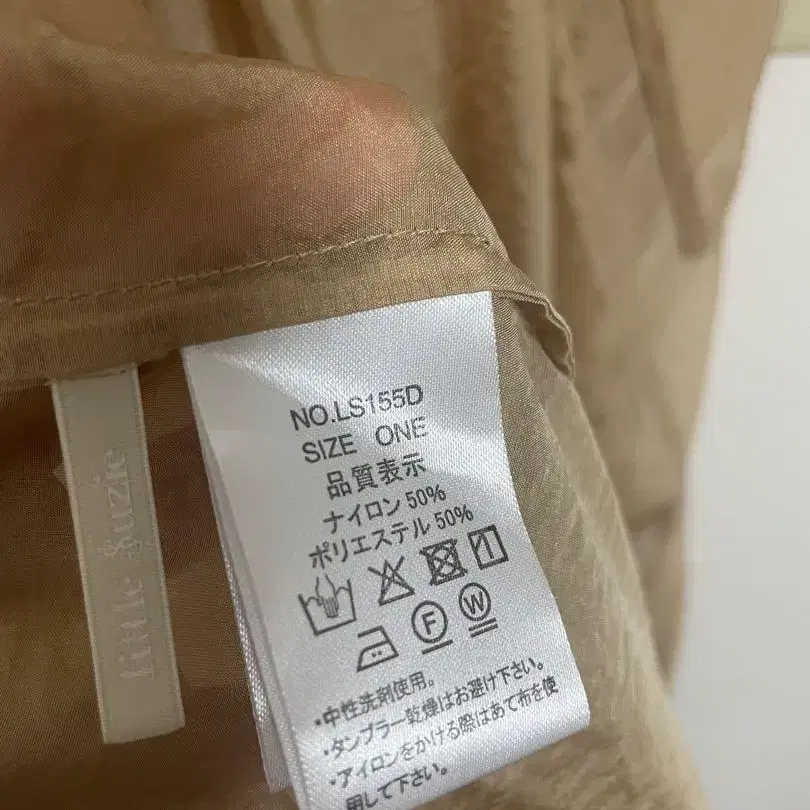 NO.LS155D
SIZE ONE
品質表示
ナイロン 50%
ポリエステル 50%
F W
・中性洗剤使用。
・タンブラー乾燥はお避け下さい。
・アイロンをかける際はあて布を使
用して下さい。
little $uzie